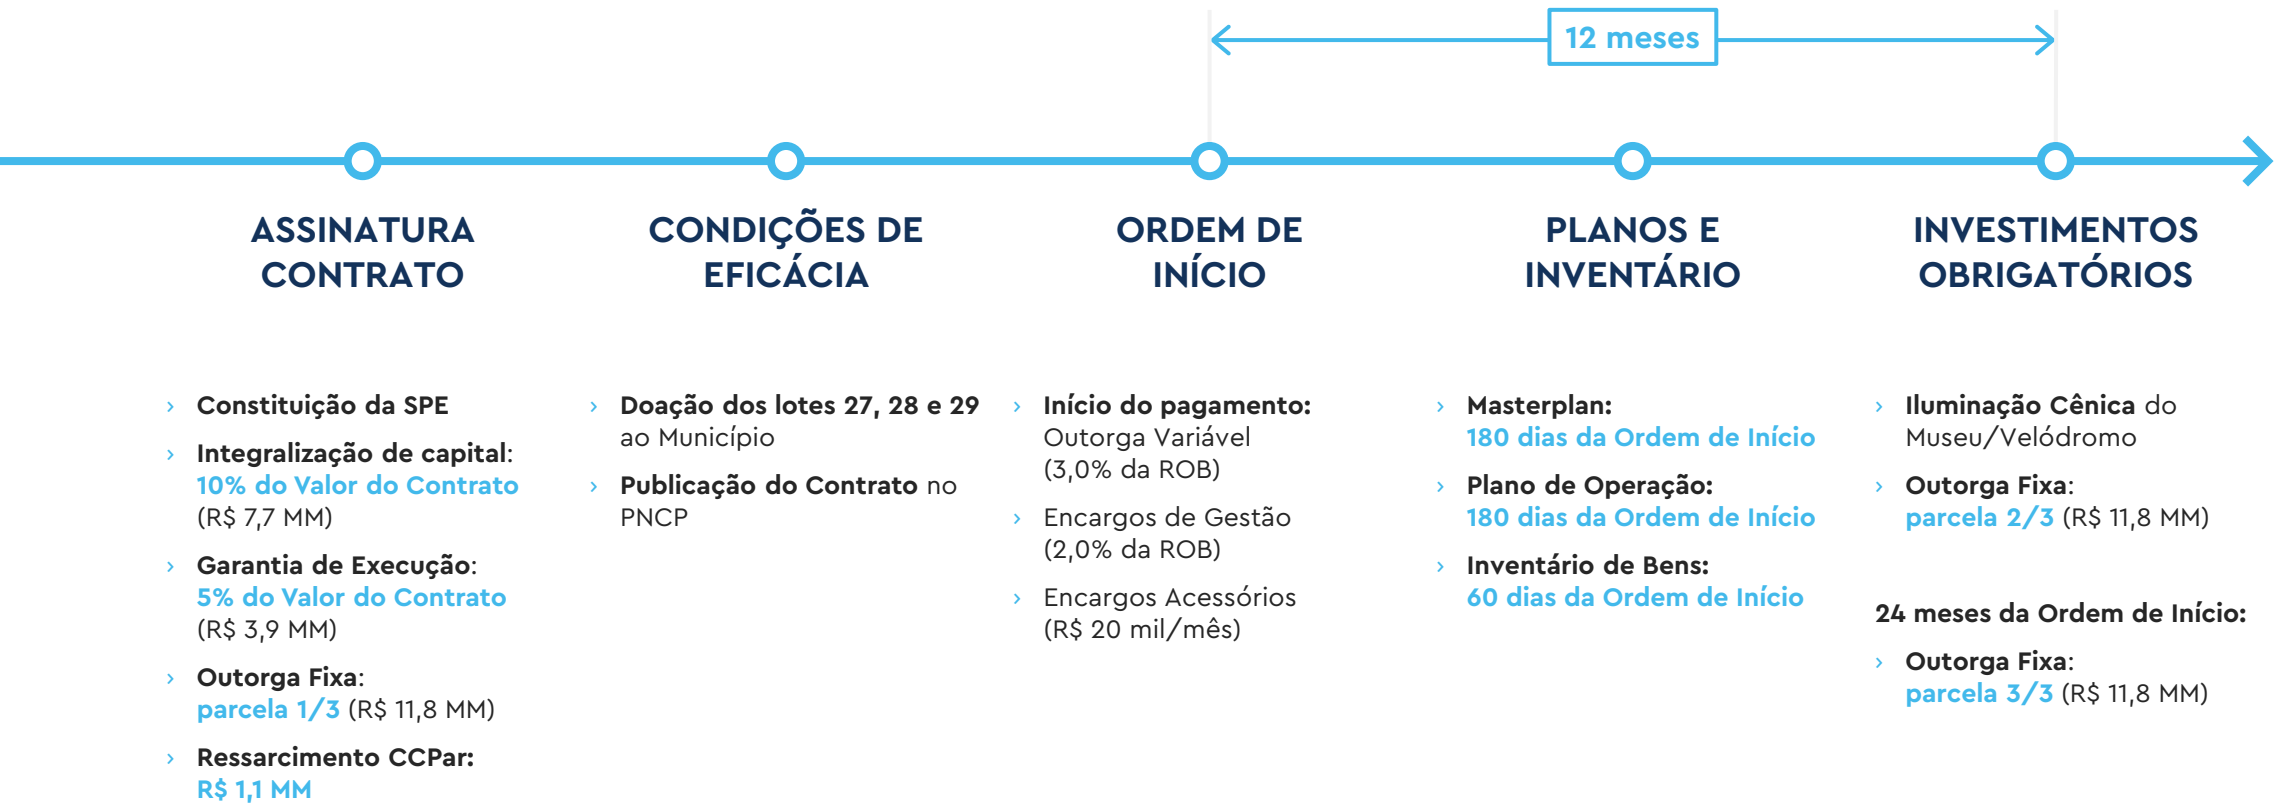 12 meses
ASSINATURA
CONTRATO
› Constituição da SPE
› Integralização de capital:
10% do Valor do Contrato
(R$ 7,7 MM)
› Garantia de Execução:
5% do Valor do Contrato
(R$ 3,9 MM)
› Outorga Fixa:
parcela 1/3 (R$ 11,8 MM)
› Ressarcimento CCPar:
R$ 1,1 MM
CONDIÇÕES DE
EFICÁCIA
› Doação dos lotes 27, 28 e 29
ao Município
› Publicação do Contrato no
PNCP
ORDEM DE
INÍCIO
› Início do pagamento:
Outorga Variável
(3,0% da ROB)
› Encargos de Gestão
(2,0% da ROB)
› Encargos Acessórios
(R$ 20 mil/mês)
PLANOS E
INVENTÁRIO
› Masterplan:
180 dias da Ordem de Início
› Plano de Operação:
180 dias da Ordem de Início
› Inventário de Bens:
60 dias da Ordem de Início
INVESTIMENTOS
OBRIGATÓRIOS
› Iluminação Cênica do
Museu/Velódromo
› Outorga Fixa:
parcela 2/3 (R$ 11,8 MM)
24 meses da Ordem de Início:
› Outorga Fixa:
parcela 3/3 (R$ 11,8 MM)